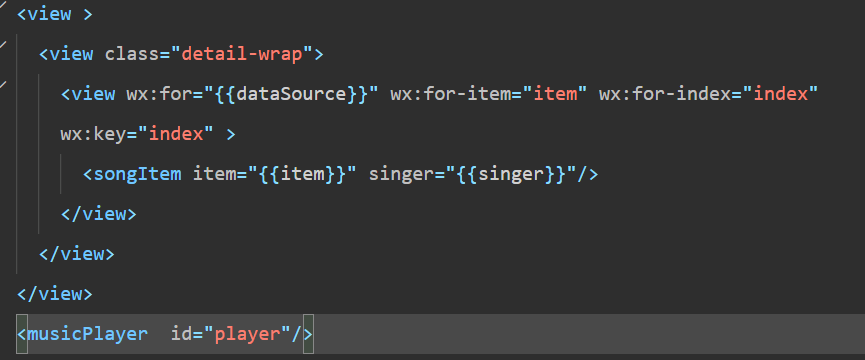 <view >
<view class="detail-wrap">
<view wx:for="{{dataSource}}" wx:for-item="item" wx:for-index="index"
wx:key="index" >
<songItem item="{{item}}" singer="{{singer}}"/>
</view>
</view>
</view>
<musicPlayer  id="player"/>